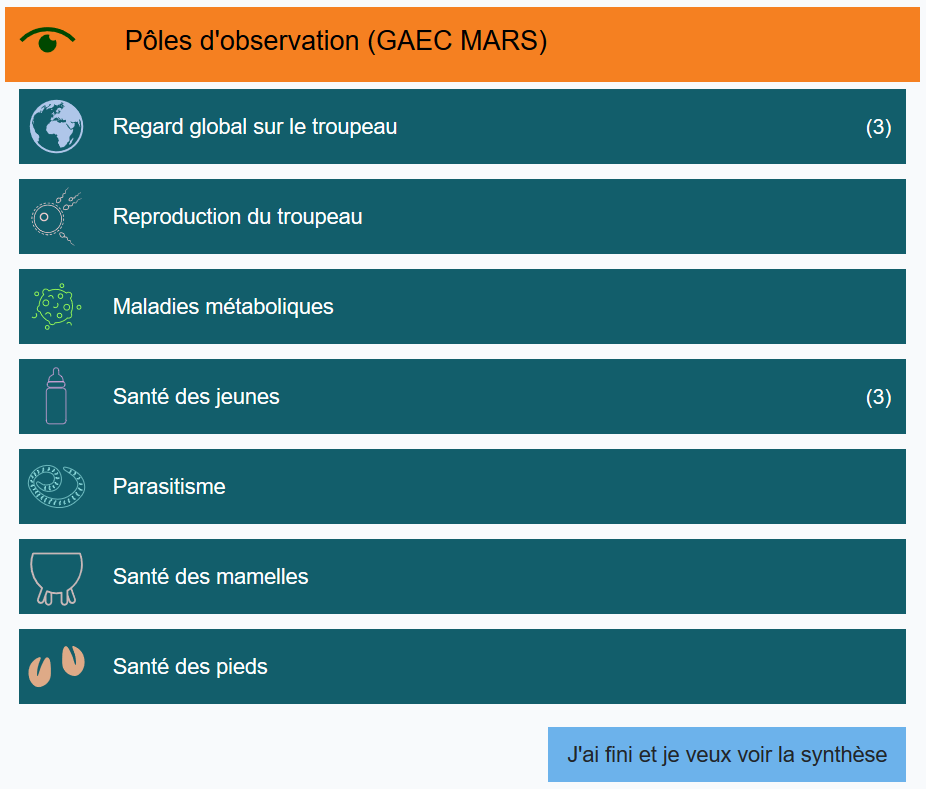 Pôles d'observation (GAEC MARS)
Regard global sur le troupeau (3)
Reproduction du troupeau
Maladies métaboliques
Santé des jeunes (3)
Parasitisme
Santé des mamelles
Santé des pieds
J'ai fini et je veux voir la synthèse